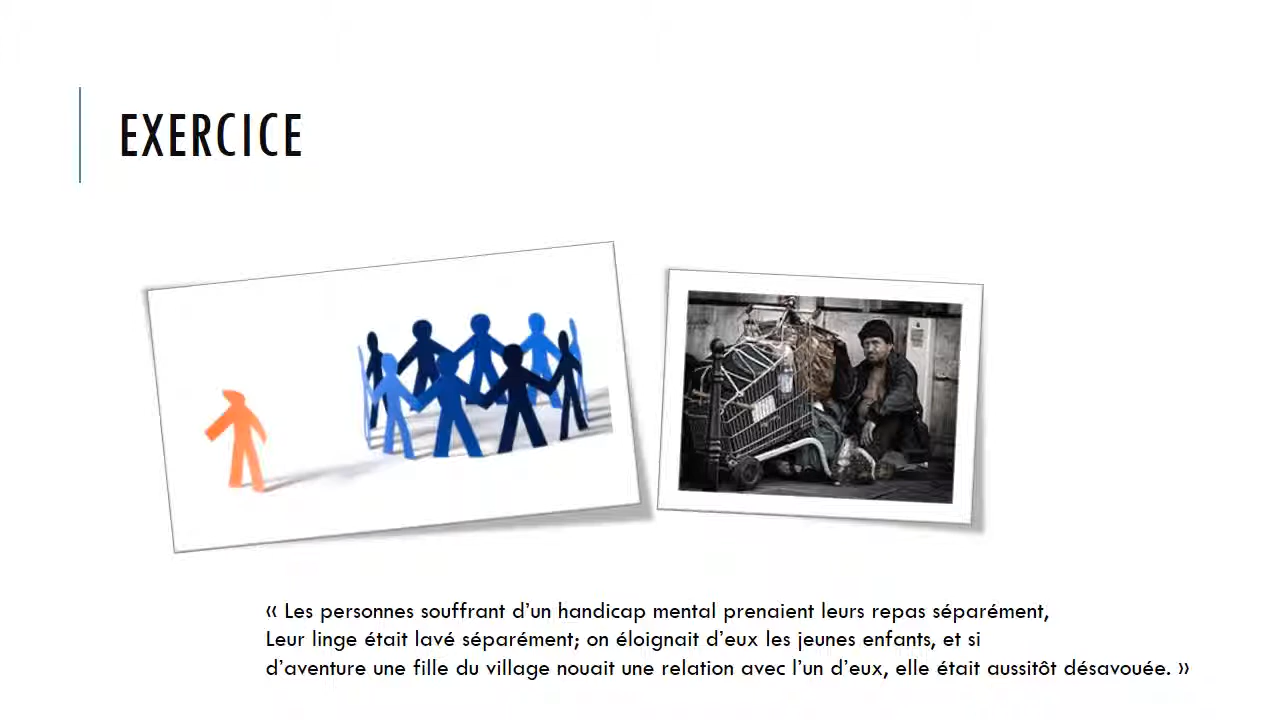 EXERCICE
« Les personnes souffrant d’un handicap mental prenaient leurs repas séparément,
Leur linge était lavé séparément; on éloignait d’eux les jeunes enfants, et si
d’aventure une fille du village nouait une relation avec l’un d’eux, elle était aussitôt désavouée. »